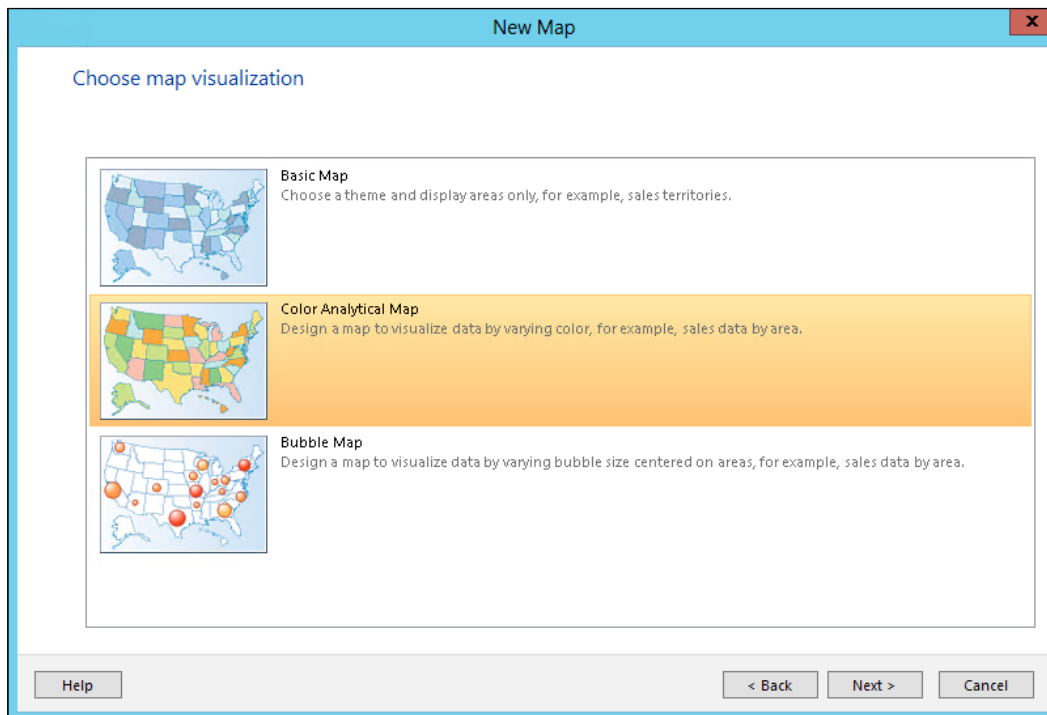 New Map
x
Choose map visualization
Basic Map
Choose a theme and display areas only, for example, sales territories.
Color Analytical Map
Design a map to visualize data by varying color, for example, sales data by area.
Bubble Map
Design a map to visualize data by varying bubble size centered on areas, for example, sales data by area.
Help
< Back
Next >
Cancel